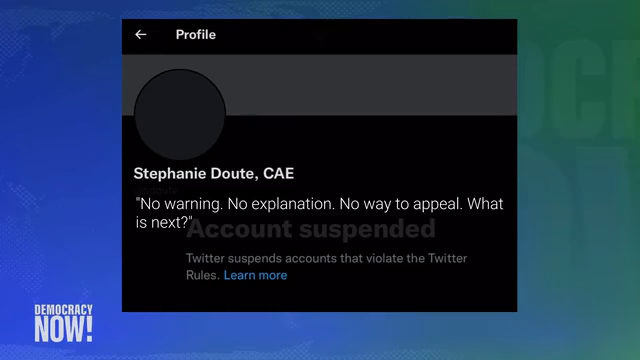 ←
Profile
Stephanie Doute, CAE
"No warning. No explanation. No way to appeal. What
is next?"
Account suspended
Twitter suspends accounts that violate the Twitter
Rules. Learn more
DEMOCRACY
NOW!